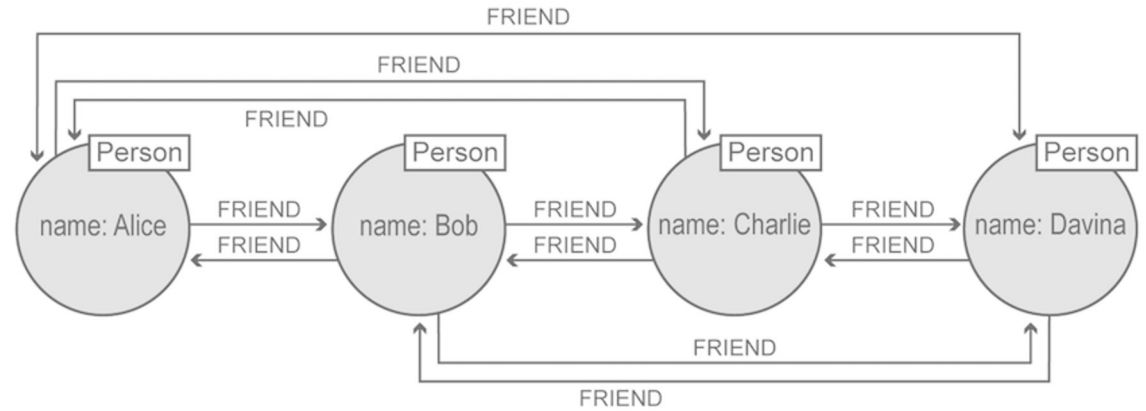 FRIEND
FRIEND
FRIEND
Person Person Person Person
FRIEND FRIEND FRIEND
name: Alice name: Bob name: Charlie name: Davina
FRIEND FRIEND FRIEND
FRIEND
FRIEND